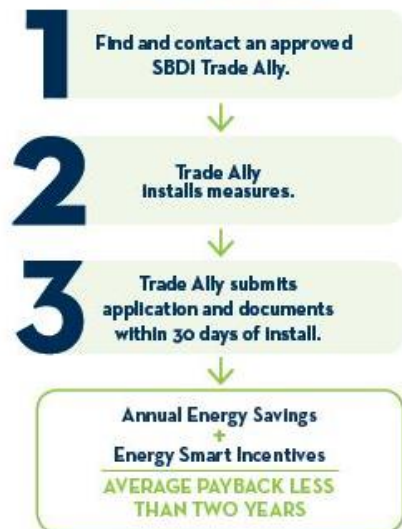 1
Find and contact an approved
SBDI Trade Ally.
2
Trade Ally
installs measures.
3
Trade Ally submits
application and documents
within 30 days of install.
Annual Energy Savings
+
Energy Smart Incentives
AVERAGE PAYBACK LESS
THAN TWO YEARS